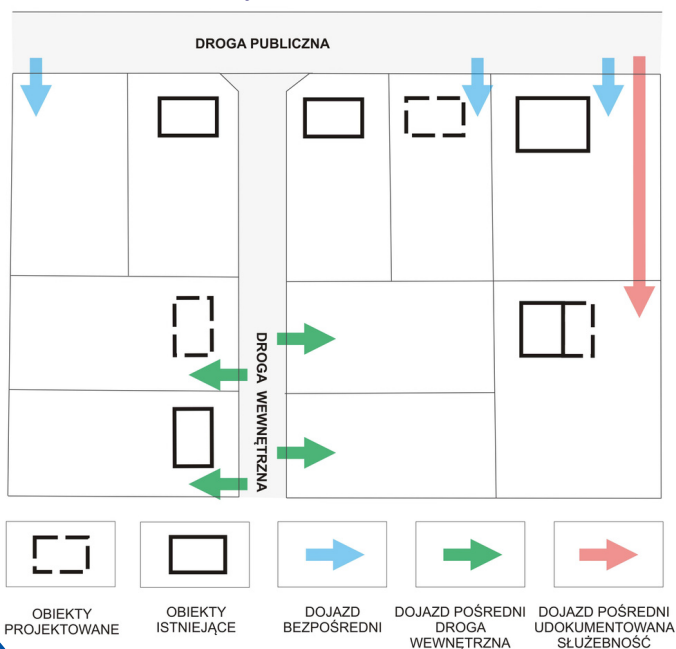 DROGA PUBLICZNA
DROGA WEWNĘTRZNA
OBIEKTY
PROJEKTOWANE
OBIEKTY
ISTNIEJĄCE
DOJAZD
BEZPOŚREDNI
DOJAZD POŚREDNI
DROGA
WEWNĘTRZNA
DOJAZD POŚREDNI
UDOKUMENTOWANA
SŁUŻEBNOŚĆ